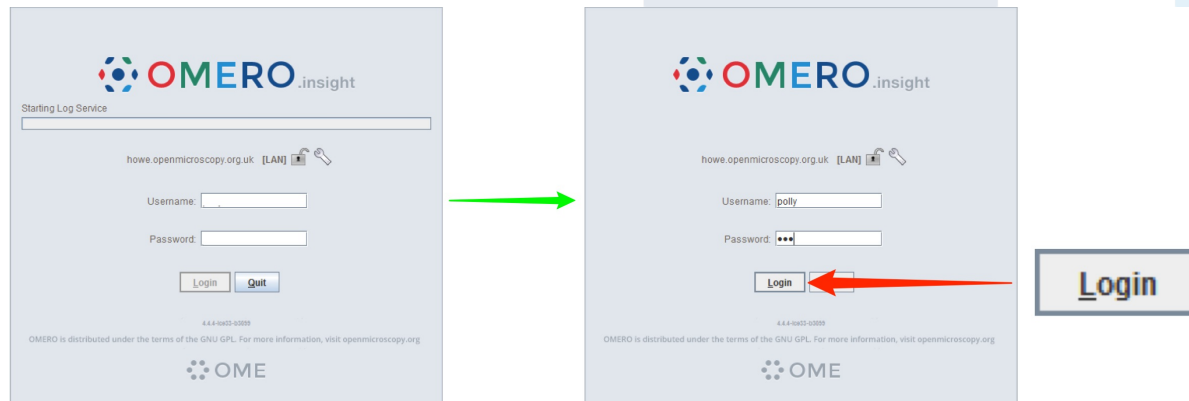 OMERO.insight
Starting Log Service
howe.openmicroscopy.org.uk [LAN]
Username:
Password:
Login Quit
OMERO is distributed under the terms of the GNU GPL. For more information, visit openmicroscopy.org
OME
OMERO.insight
howe.openmicroscopy.org.uk [LAN]
Username: polly
Password: •••
Login
OMERO is distributed under the terms of the GNU GPL. For more information, visit openmicroscopy.org
OME
Login